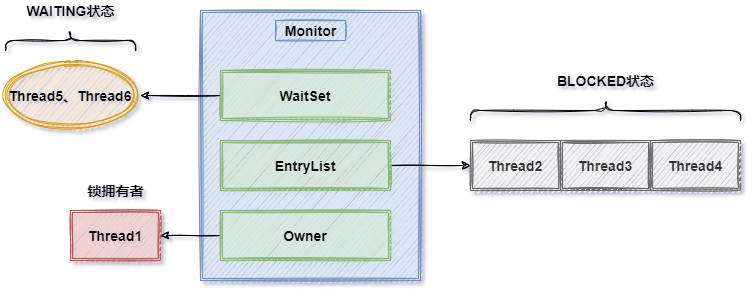 WAITING状态
Monitor
Thread5、Thread6
WaitSet
BLOCKED状态
EntryList
Thread2
Thread3
Thread4
锁拥有者
Thread1
Owner